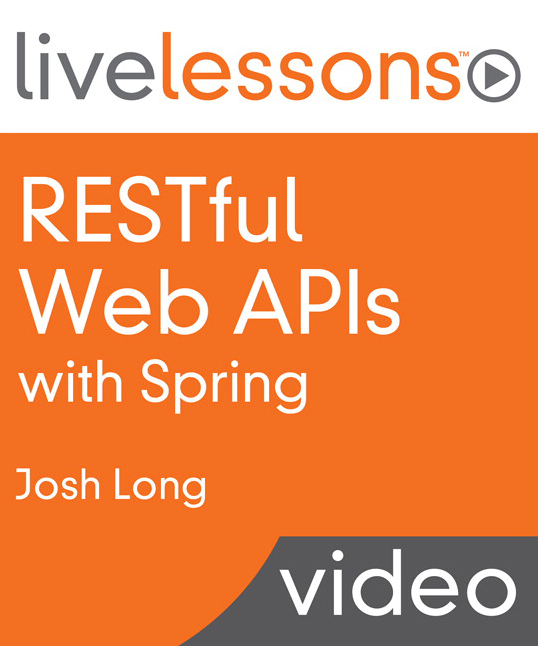 livelessons™
RESTful
Web APIs
with Spring
Josh Long
video